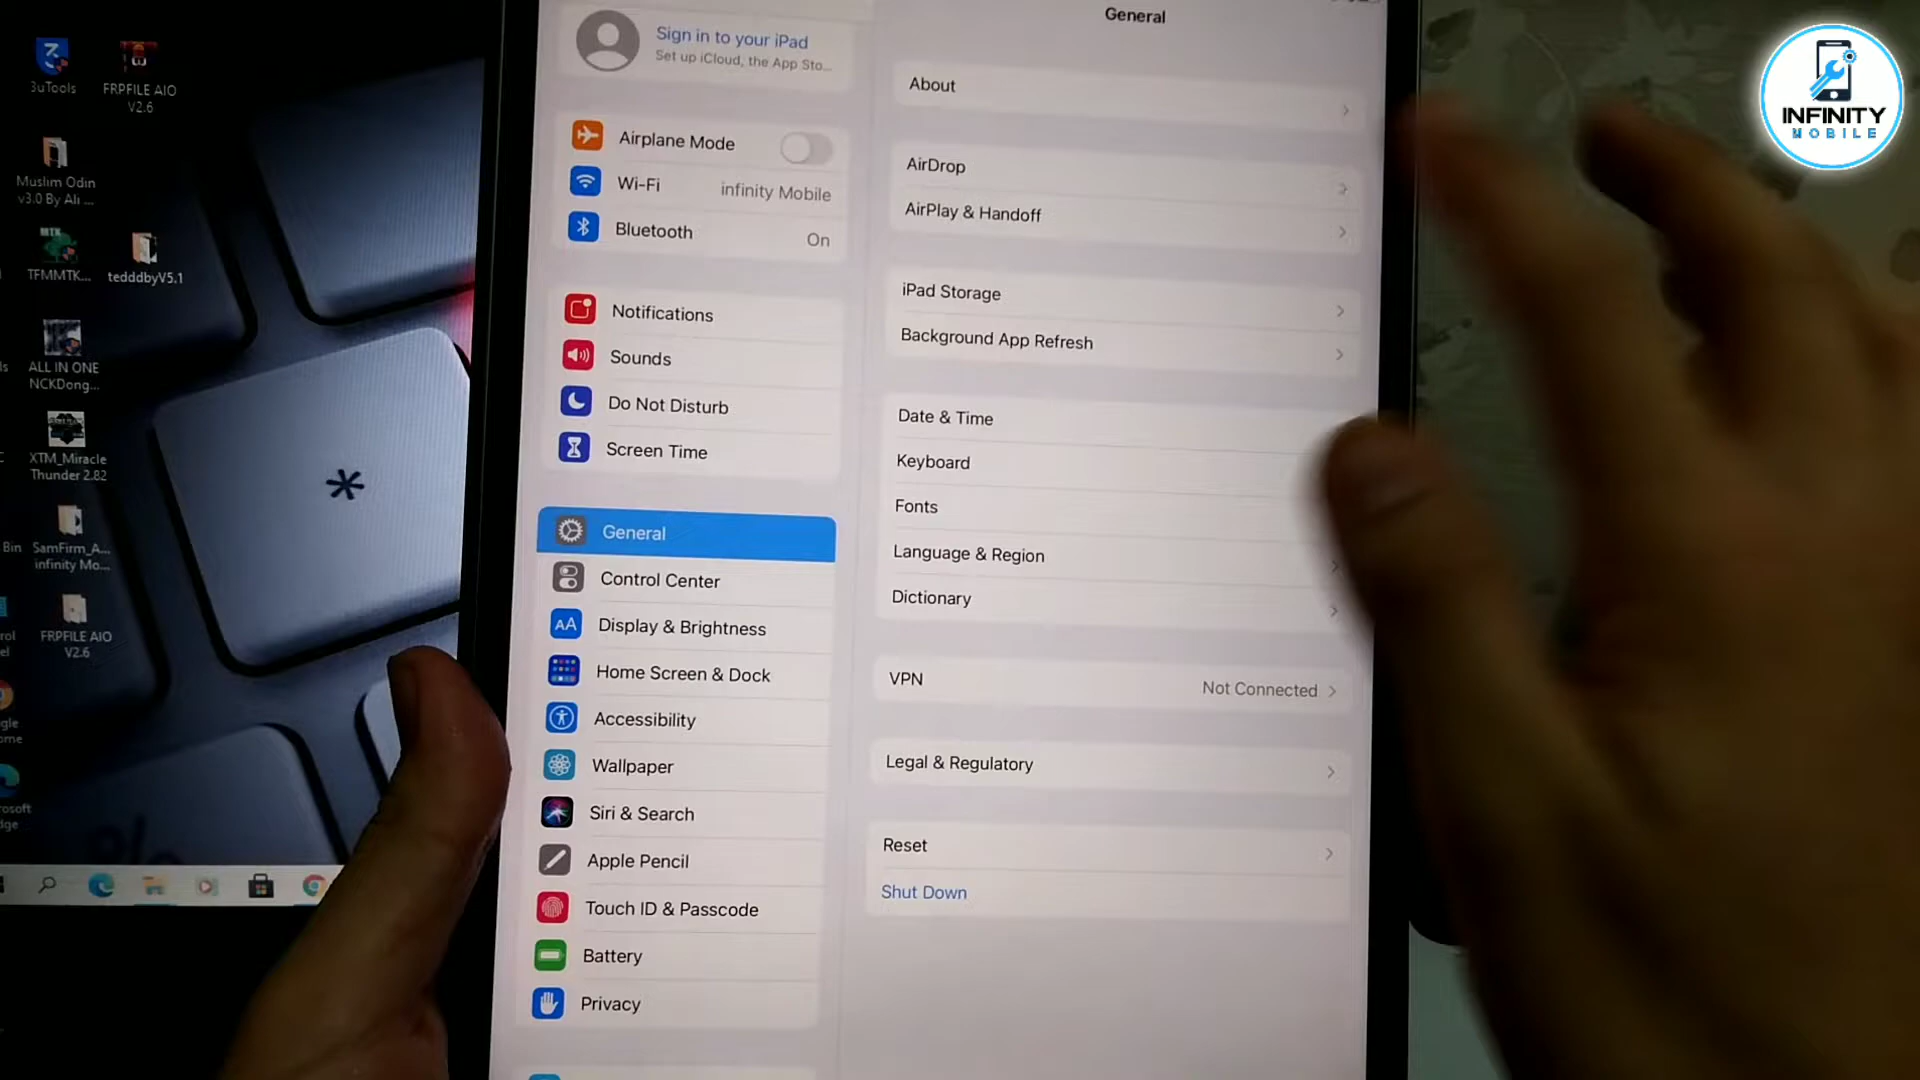 3uTools
FRPFILE AIO
V2.6
Muslim Odin
v3.0 By Ali ...
MTK
TFMMTK...
tedddbyV5.1
ALL IN ONE
NCKDong...
XTM_Miracle
Thunder 2.82
Bin
SamFirm_A...
infinity Mo...
FRPFILE AIO
V2.6
*
Sign in to your iPad
Set up iCloud, the App Sto...
Airplane Mode
Wi-Fi
infinity Mobile
Bluetooth
On
Notifications
Sounds
Do Not Disturb
Screen Time
General
Control Center
AA
Display & Brightness
Home Screen & Dock
Accessibility
Wallpaper
Siri & Search
Apple Pencil
Touch ID & Passcode
Battery
Privacy
General
About
AirDrop
AirPlay & Handoff
iPad Storage
Background App Refresh
Date & Time
Keyboard
Fonts
Language & Region
Dictionary
VPN
Not Connected
Legal & Regulatory
Reset
Shut Down
INFINITY
MOBILE